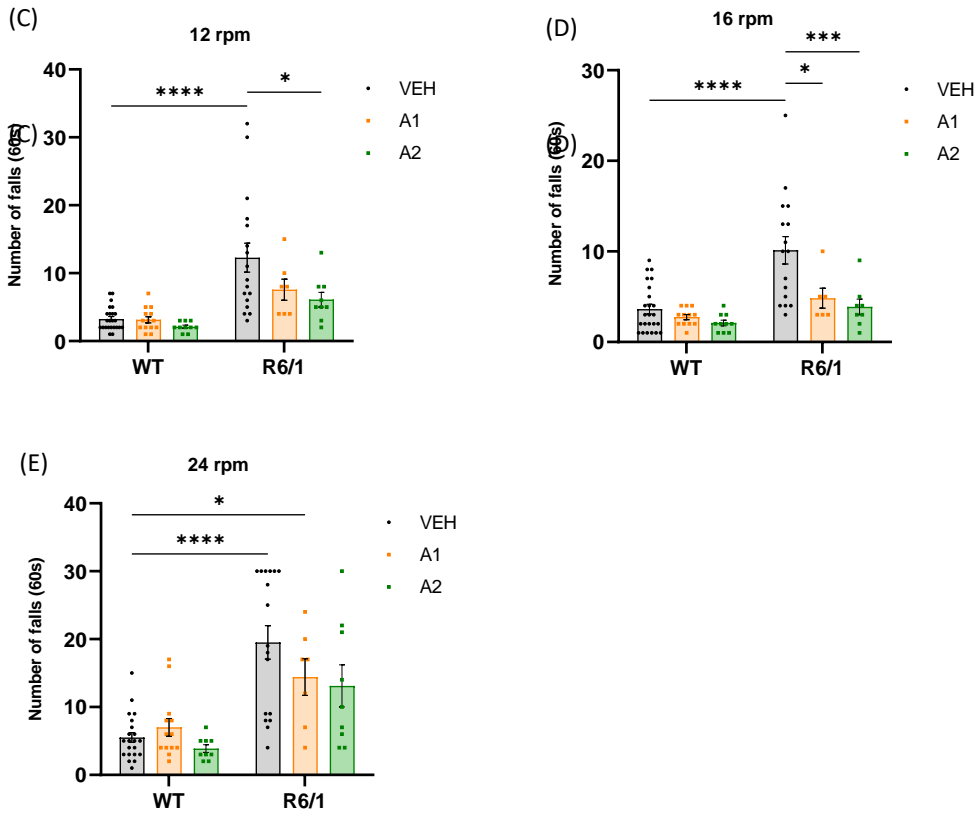 (C)
12 rpm
****
*
VEH
A1
A2
(C)
Number of falls (60s)
40
30
20
10
0
WT
R6/1
(D)
16 rpm
***
*
****
VEH
A1
A2
(D)
Number of falls (60s)
30
20
10
0
WT
R6/1
(E)
24 rpm
*
****
VEH
A1
A2
Number of falls (60s)
40
30
20
10
0
WT
R6/1